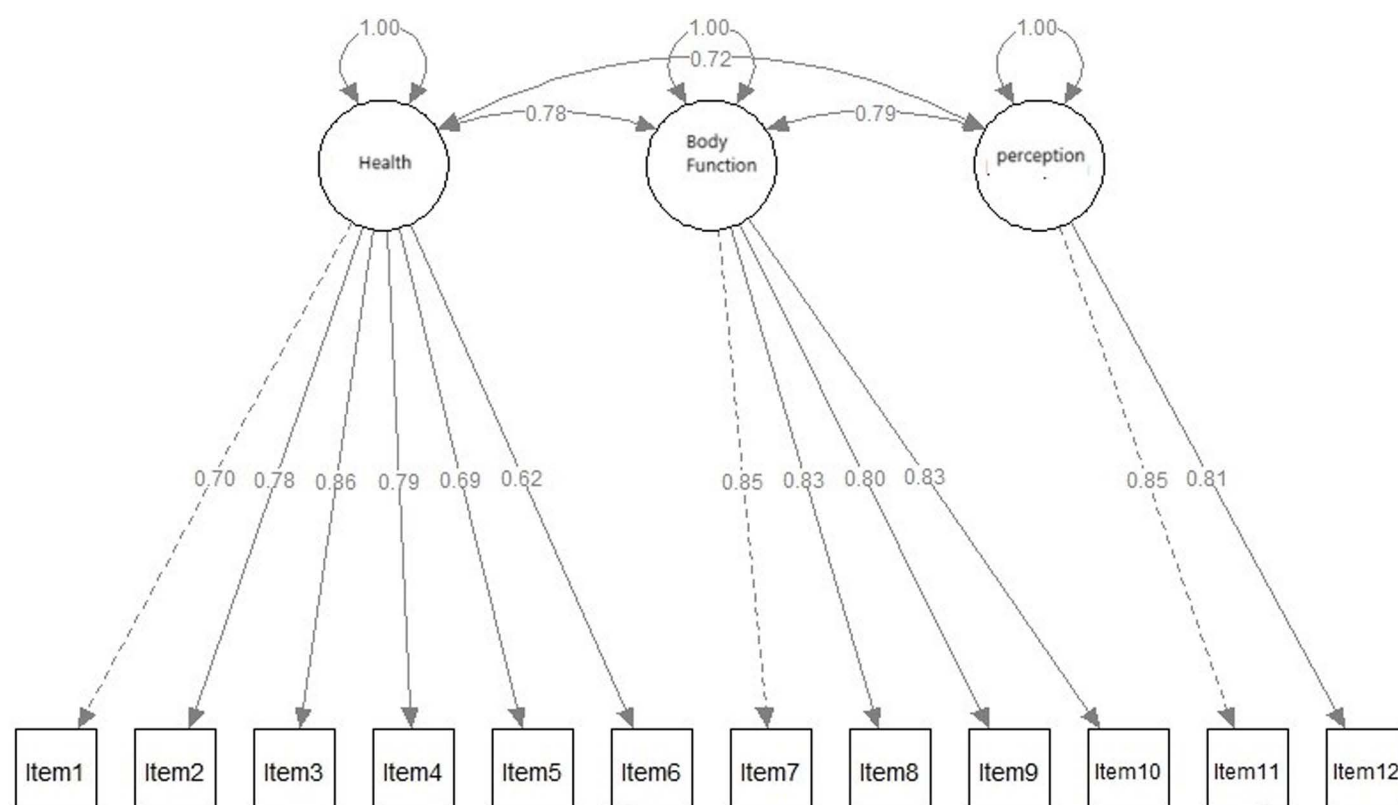 1.00
1.00
1.00
0.72
0.78
0.79
Health
Body
Function
perception
0.70 0.78 0.86 0.79 0.69 0.62 0.85 0.83 0.80 0.83 0.85 0.81
Item1 Item2 Item3 Item4 Item5 Item6 Item7 Item8 Item9 Item10 Item11 Item12